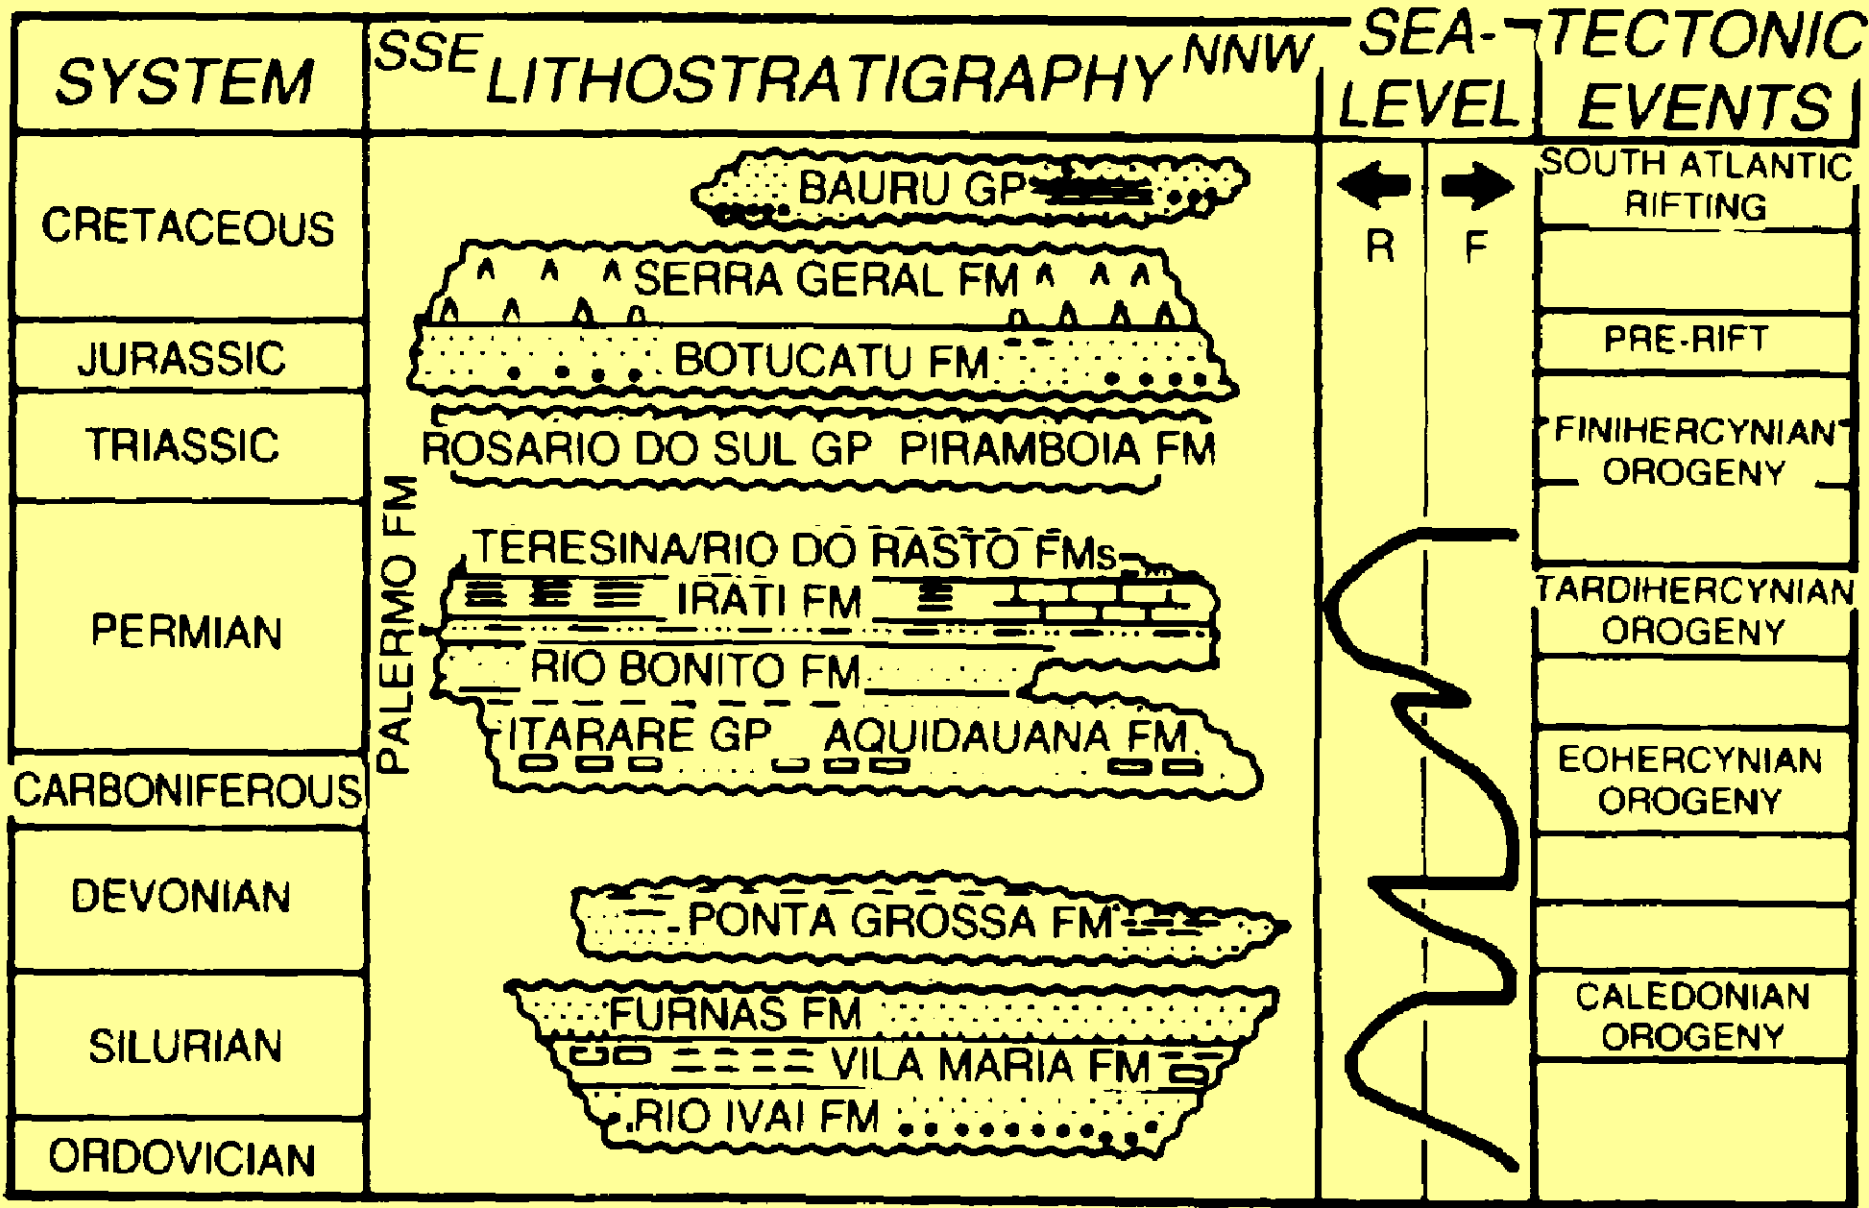 SYSTEM
SSE LITHOSTRATIGRAPHY NNW
SEA-
LEVEL
TECTONIC
EVENTS
CRETACEOUS
JURASSIC
TRIASSIC
PERMIAN
CARBONIFEROUS
DEVONIAN
SILURIAN
ORDOVICIAN
BAURU GP
SERRA GERAL FM
BOTUCATU FM
ROSARIO DO SUL GP PIRAMBOIA FM
PALERMO FM
TERESINA/RIO DO RASTO FMs
IRATI FM
RIO BONITO FM
ITARARE GP AQUIDAUANA FM
PONTA GROSSA FM
FURNAS FM
VILA MARIA FM
RIO IVAI FM
R F
SOUTH ATLANTIC
RIFTING
PRE-RIFT
FINIHERCYNIAN
OROGENY
TARDIHERCYNIAN
OROGENY
EOHERCYNIAN
OROGENY
CALEDONIAN
OROGENY